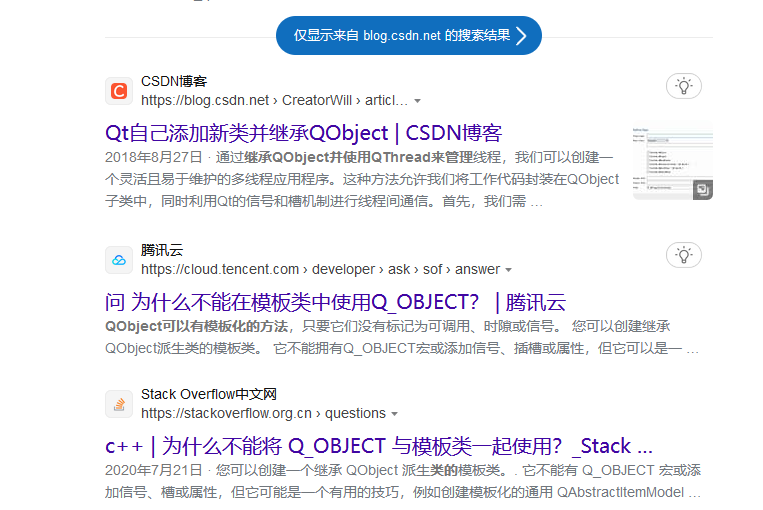 仅显示来自 blog.csdn.net 的搜索结果
CSDN博客
https://blog.csdn.net › CreatorWill › articl…
Qt自己添加新类并继承QObject | CSDN博客
2018年8月27日 · 通过继承QObject并使用QThread来管理线程，我们可以创建一
个灵活且易于维护的多线程应用程序。这种方法允许我们将工作代码封装在QObject
子类中，同时利用Qt的信号和槽机制进行线程间通信。首先，我们需 …
腾讯云
https://cloud.tencent.com › developer › ask › sof › answer
问 为什么不能在模板类中使用Q_OBJECT？ | 腾讯云
QObject可以有模板化的方法，只要它们没有标记为可调用、时隙或信号。 您可以创建继承
QObject派生类的模板类。 它不能拥有Q_OBJECT宏或添加信号、插槽或属性，但它可以是一 …
Stack Overflow中文网
https://stackoverflow.org.cn › questions
c++ | 为什么不能将 Q_OBJECT 与模板类一起使用？_Stack …
2020年7月21日 · 您可以创建一个继承 QObject 派生类的模板类。. 它不能有 Q_OBJECT 宏或添
加信号、槽或属性，但它可能是一个有用的技巧，例如创建模板化的通用 QAbstractItemModel …